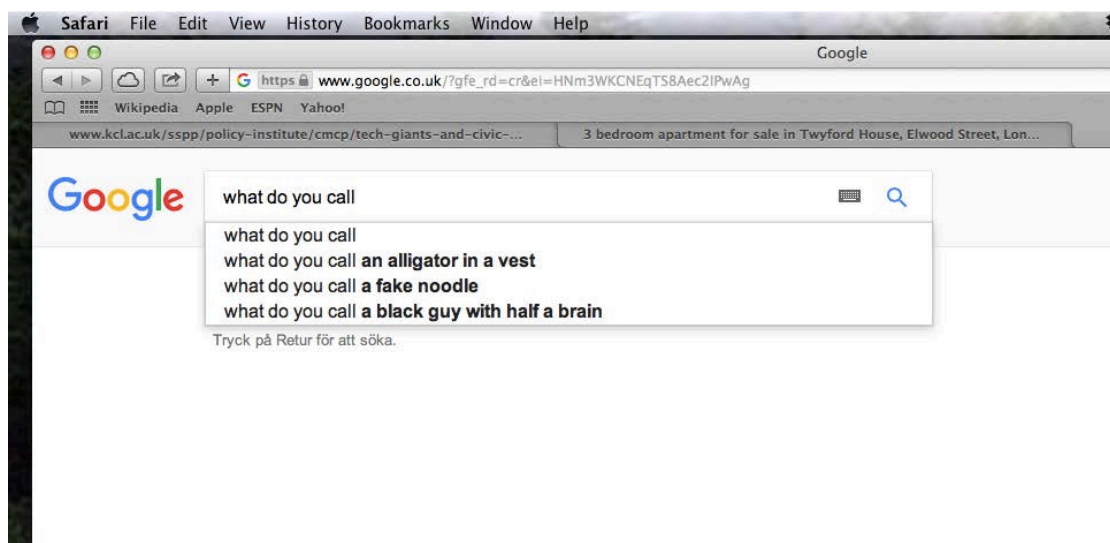 Safari File Edit View History Bookmarks Window Help
Google
https www.google.co.uk/?gfe_rd=cr&ei=HNm3WKCNEqTS8Aec2IPwAg
Wikipedia Apple ESPN Yahoo!
www.kcl.ac.uk/sspp/policy-institute/cmcp/tech-giants-and-civic-... 3 bedroom apartment for sale in Twyford House, Elwood Street, Lon...
Google what do you call
what do you call
what do you call an alligator in a vest
what do you call a fake noodle
what do you call a black guy with half a brain
Tryck på Retur för att söka.